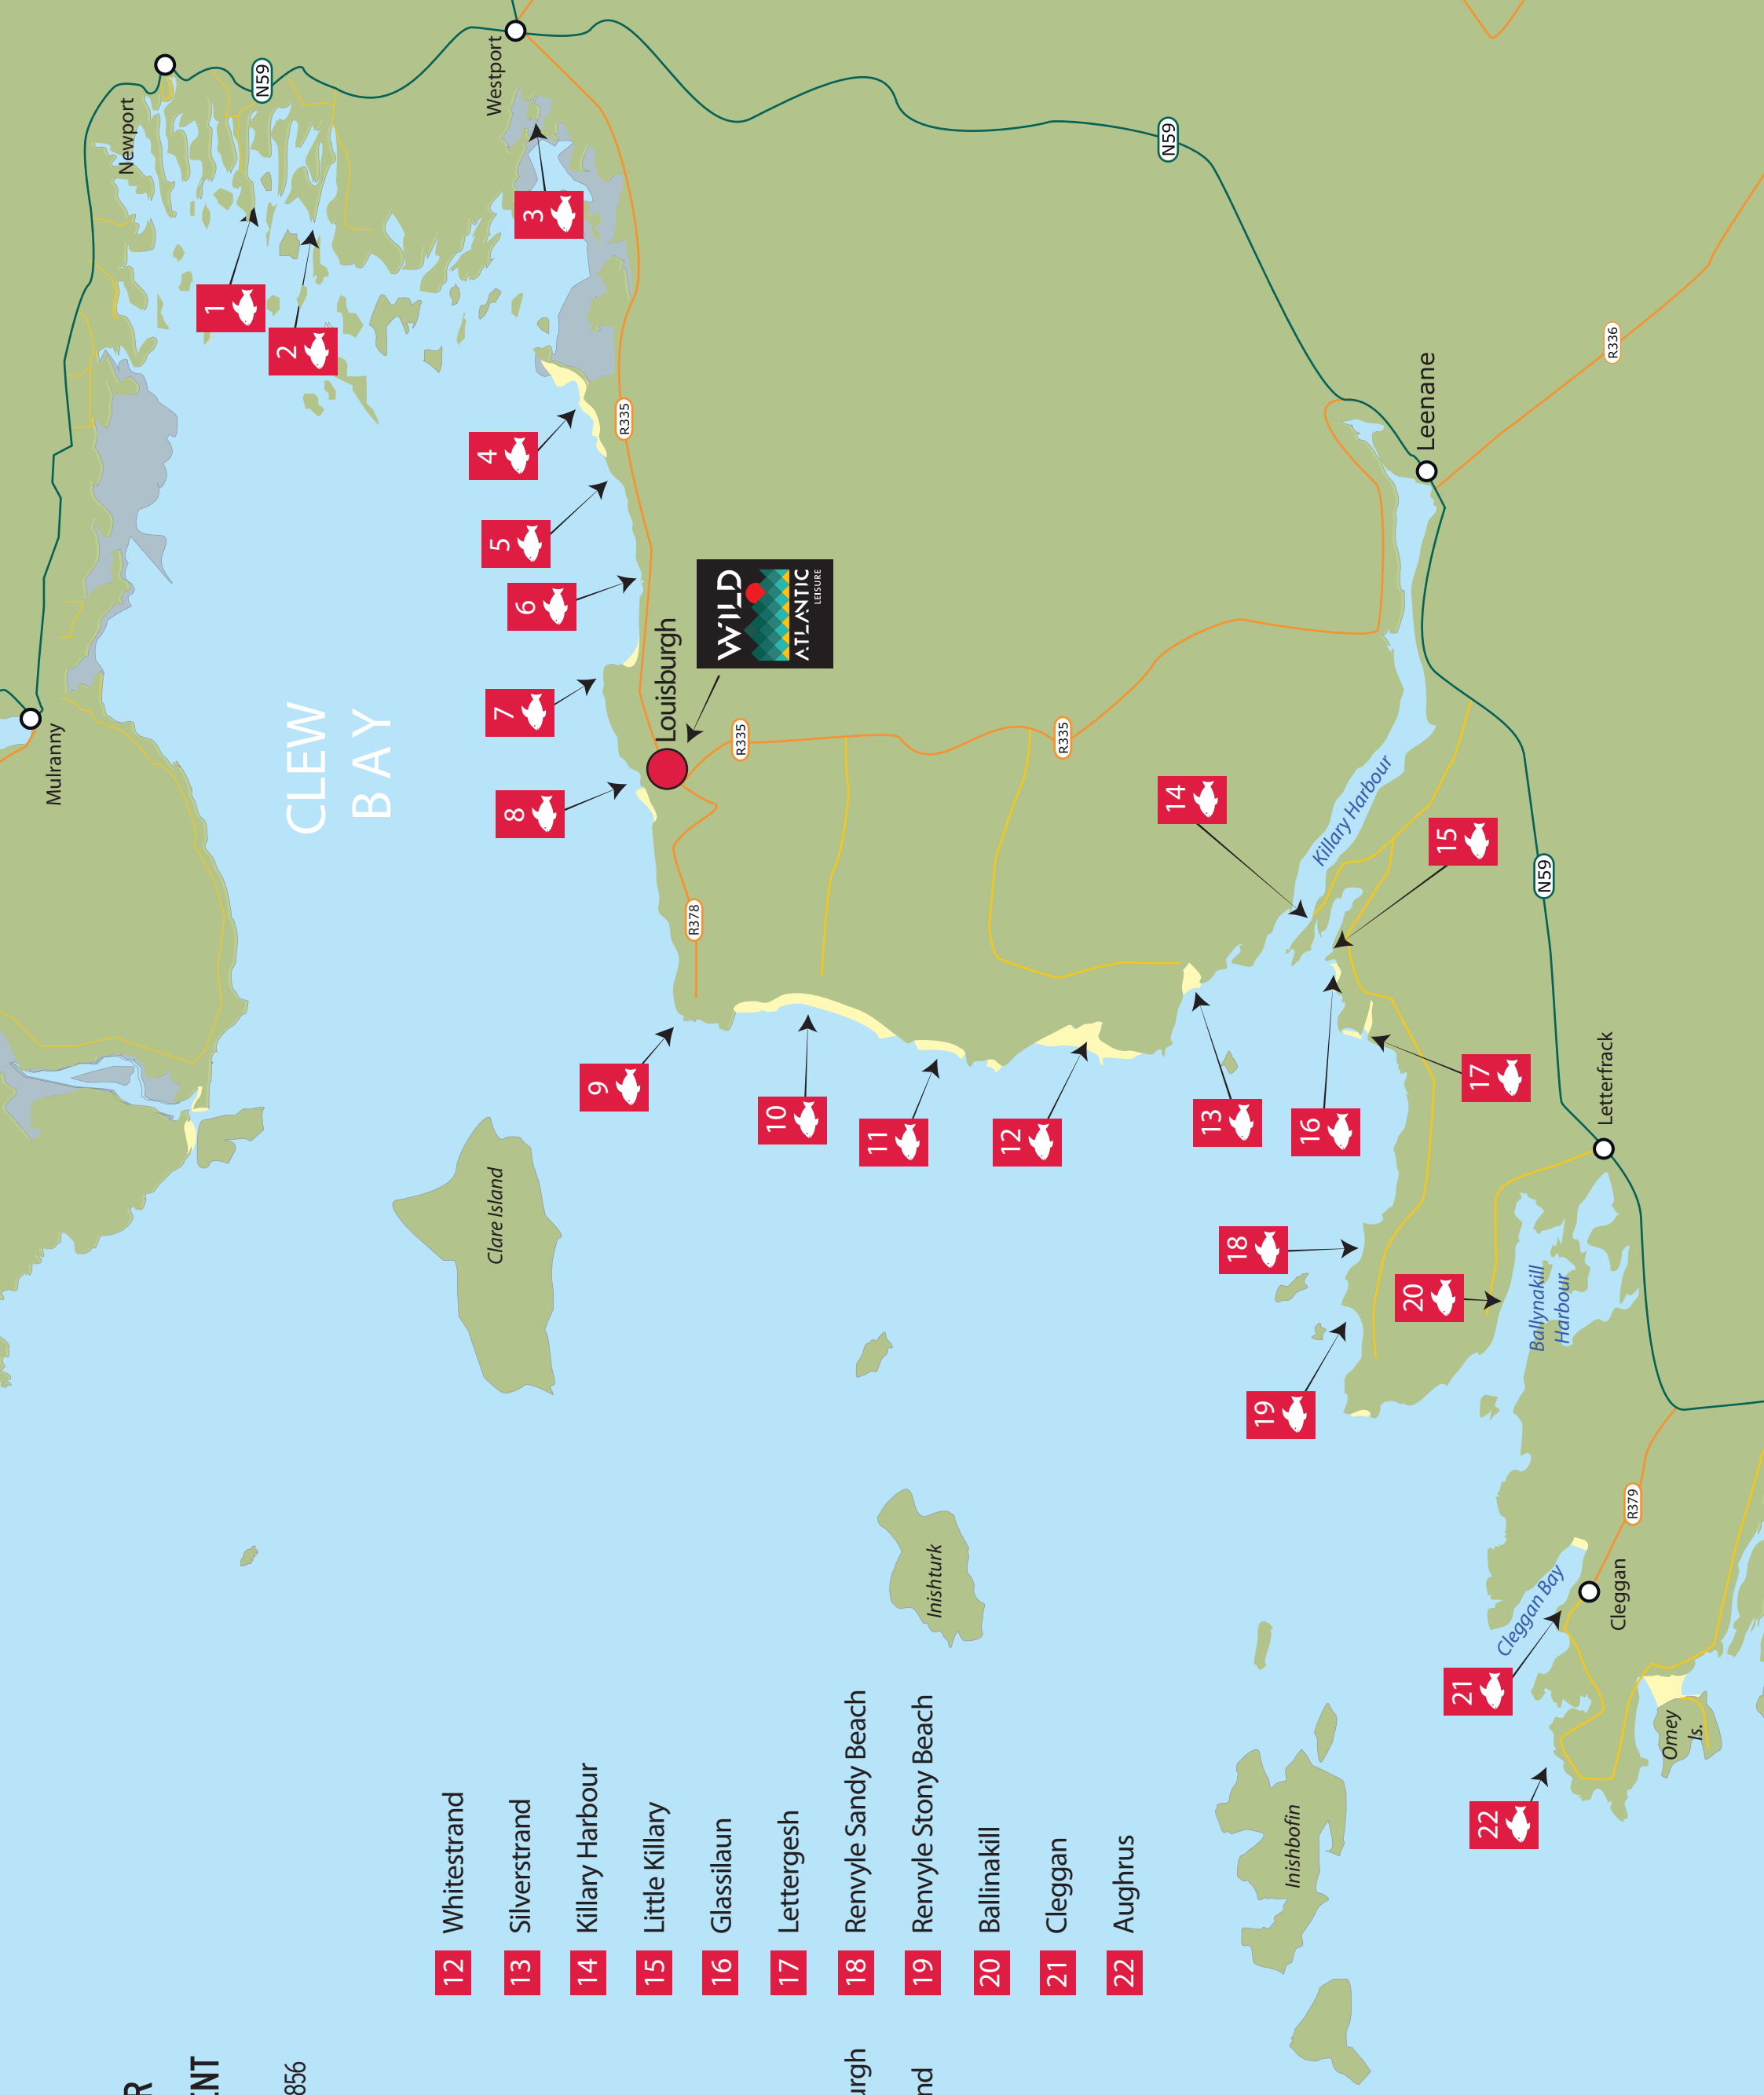 Newport
N59
Westport
1
2
3
4
5
6
7
8
9
10
11
12
13
14
15
16
17
18
19
20
21
22
Mulranny
CLEW
BAY
R335
Louisburgh
WILD
ATLANTIC
LEISURE
R335
R335
R378
N59
R336
Leenane
Killary Harbour
N59
Letterfrack
Ballynakill
Harbour
R379
Cleggan Bay
Cleggan
Omey
Is.
Clare Island
Inishturk
Inishbofin
12 Whitestrand
13 Silverstrand
14 Killary Harbour
15 Little Killary
16 Glassilaun
17 Lettergesh
18 Renvyle Sandy Beach
19 Renvyle Stony Beach
20 Ballinakill
21 Cleggan
22 Aughrus
R
ENT
856
urgh
nd